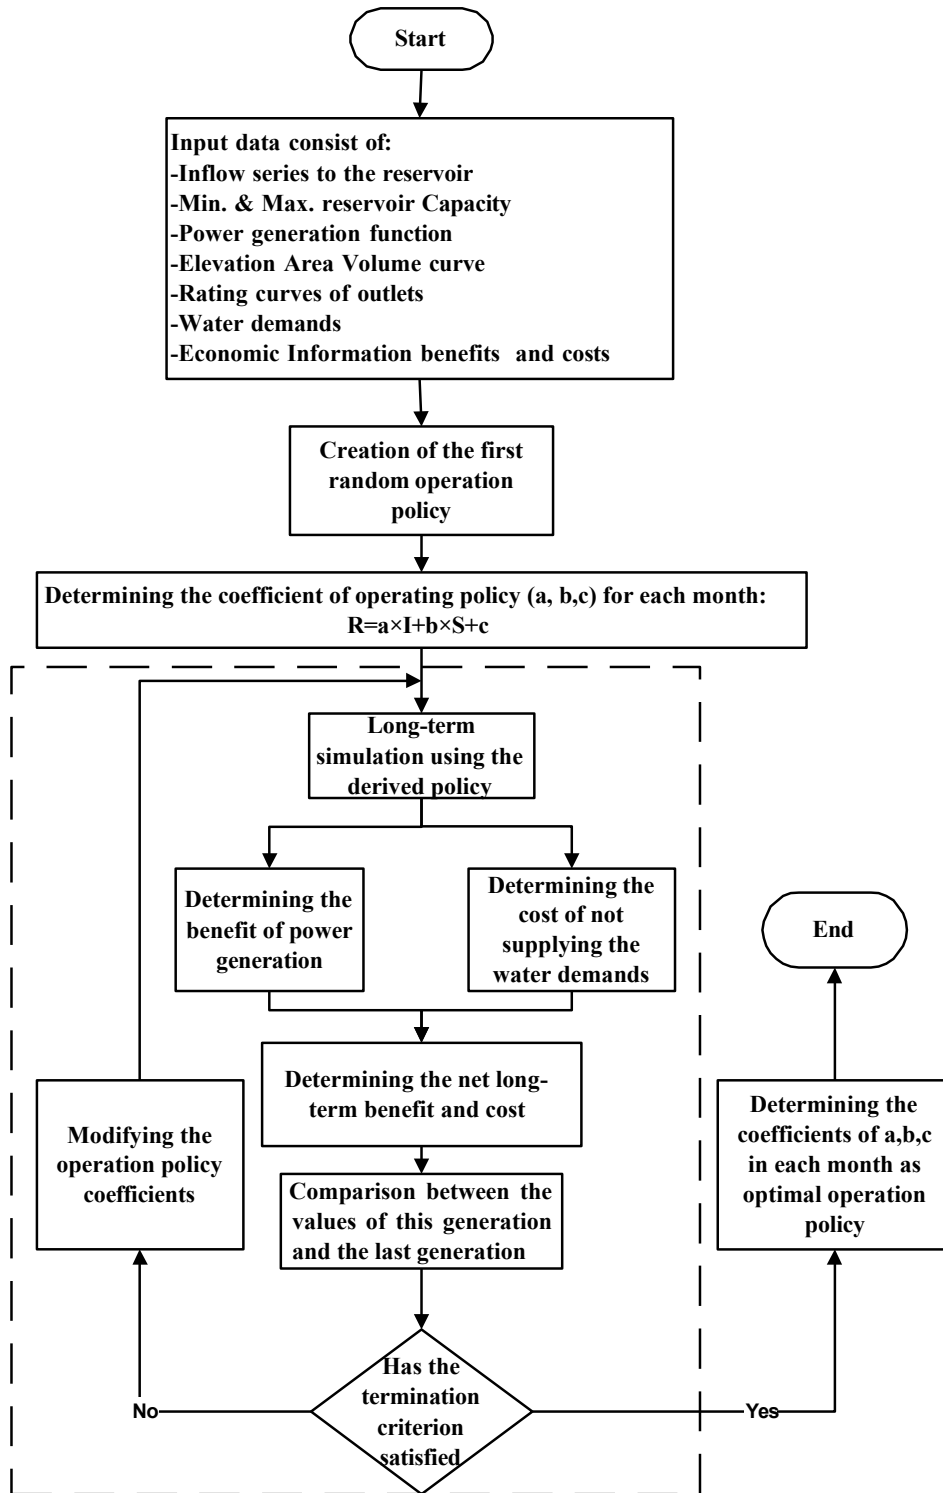 Start
Input data consist of:
-Inflow series to the reservoir
-Min. & Max. reservoir Capacity
-Power generation function
-Elevation Area Volume curve
-Rating curves of outlets
-Water demands
-Economic Information benefits and costs
Creation of the first
random operation
policy
Determining the coefficient of operating policy (a, b,c) for each month:
R=a×I+b×S+c
Long-term
simulation using the
derived policy
Determining the
benefit of power
generation
Determining the
cost of not
supplying the
water demands
End
Determining the net long-
term benefit and cost
Modifying the
operation policy
coefficients
Determining the
coefficients of a,b,c
in each month as
optimal operation
policy
Comparison between the
values of this generation
and the last generation
Has the
termination
criterion
satisfied
No
Yes